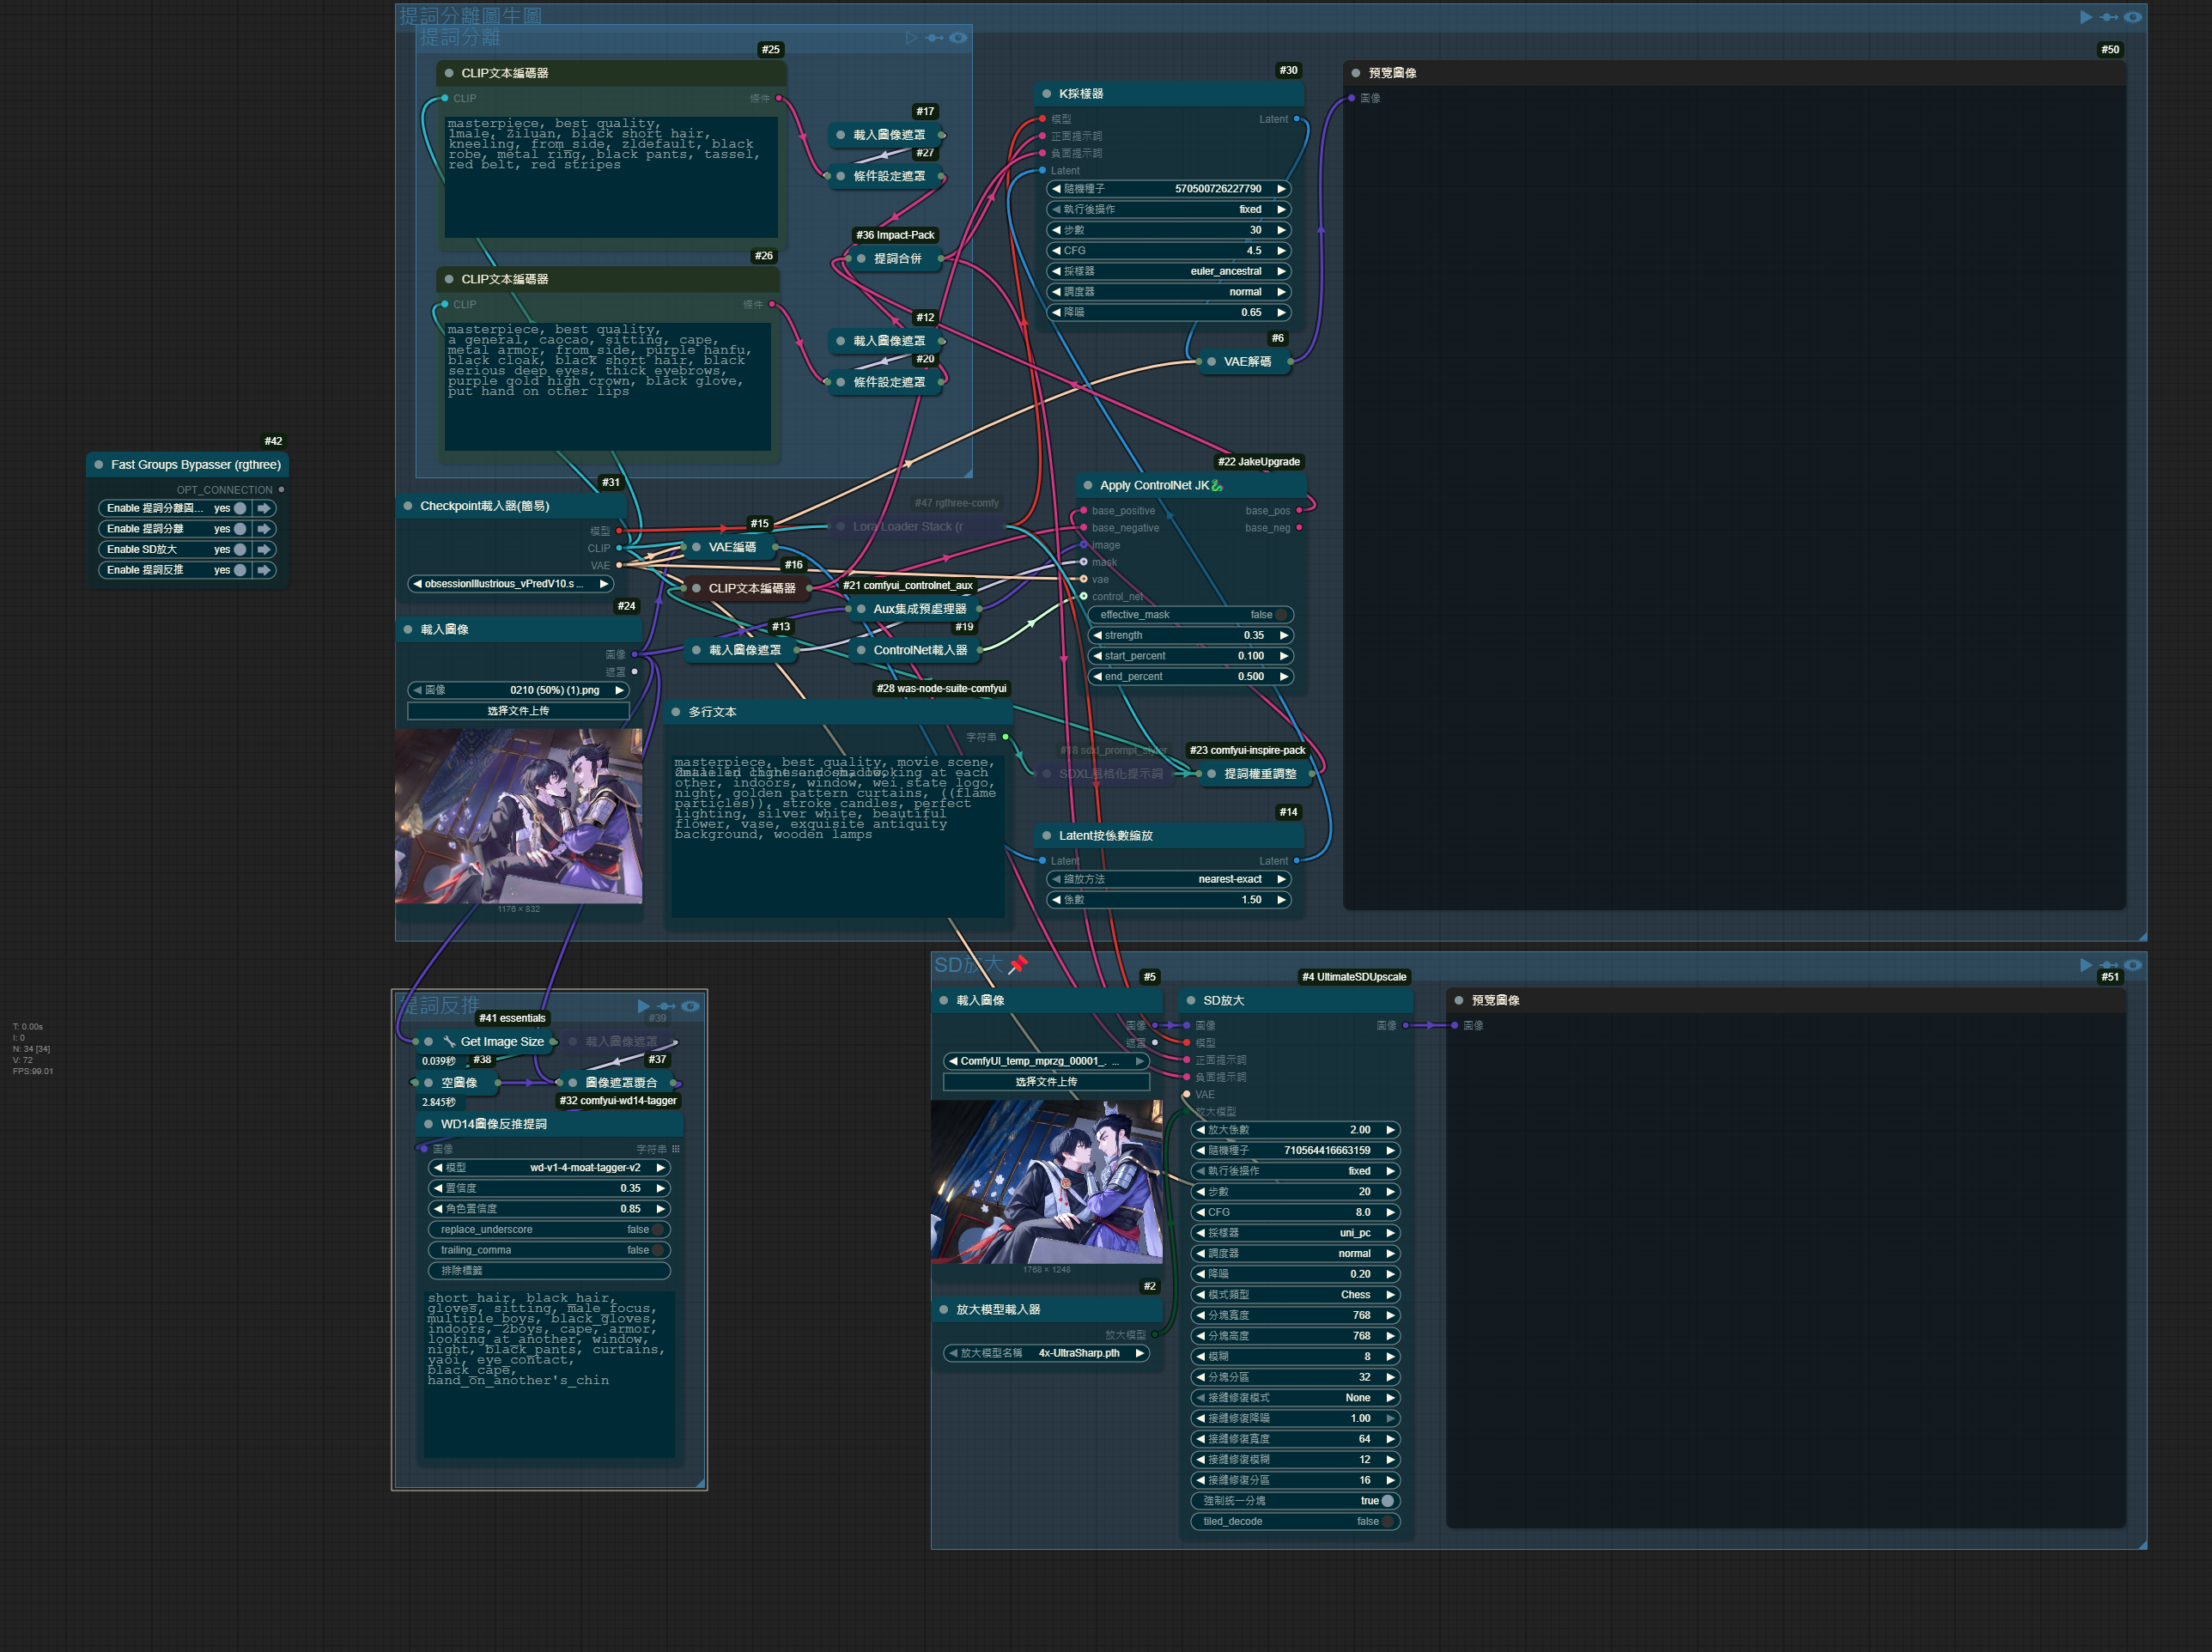 提詞分離圖生圖
提詞分離
#25
CLIP文本編碼器
CLIP
條件
masterpiece, best quality,
1male, Ziluan, black short hair,
kneeling, from_side, zldefault, black
robe, metal ring, black pants, tassel,
red belt, red stripes
#17
載入圖像遮罩
#27
條件設定遮罩
#36 Impact-Pack
提詞合併
#26
CLIP文本編碼器
CLIP
條件
masterpiece, best quality,
a general, caocao, sitting, cape,
metal armor, from_side, purple hanfu,
black cloak, black short hair, black
serious deep eyes, thick eyebrows,
purple gold high crown, black glove,
put hand on other lips
#12
載入圖像遮罩
#20
條件設定遮罩
#30
K採樣器
模型
Latent
正面提示詞
負面提示詞
Latent
隨機種子 570500726227790
執行後操作 fixed
步數 30
CFG 4.5
採樣器 euler_ancestral
調度器 normal
降噪 0.65
#6
VAE解碼
#50
預覽圖像
圖像
#42
Fast Groups Bypasser (rgthree)
OPT_CONNECTION
Enable 提詞分離圖... yes
Enable 提詞分離 yes
Enable SD放大 yes
Enable 提詞反推 yes
#31
Checkpoint載入器(簡易)
模型
CLIP
VAE
obsessionIllustrious_vPredV10.s ...
#15
VAE編碼
#47 rgthree-comfy
Lora Loader Stack (r
#16
CLIP文本編碼器
#21 comfyui_controlnet_aux
Aux集成預處理器
#13
載入圖像遮罩
#19
ControlNet載入器
#22 JakeUpgrade
Apply ControlNet JK🐉
base_positive
base_pos
base_negative
base_neg
image
mask
vae
control_net
effective_mask false
strength 0.35
start_percent 0.100
end_percent 0.500
#24
載入圖像
圖像
遮罩
圖像 0210 (50%) (1).png
选择文件上传
1176 × 832
#28 was-node-suite-comfyui
多行文本
字符串
masterpiece, best quality, movie scene,
other, indoors, window, wei state logo,
night, golden pattern curtains, ((flame
particles)), stroke candles, perfect
lighting, silver white, beautiful
flower, vase, exquisite antiquity
background, wooden lamps
#18 sdxl_prompt_styler
SDXL風格化提示詞
#23 comfyui-inspire-pack
提詞權重調整
#14
Latent按係數縮放
Latent
Latent
縮放方法 nearest-exact
係數 1.50
T: 0.00s
I: 0
N: 34 [34]
V: 72
FPS:99.01
提詞反推
#41 essentials
🔧 Get Image Size
#39
載入圖像遮罩
0.039秒
#38
空圖像
#37
圖像遮罩覆合
2.845秒
#32 comfyui-wd14-tagger
WD14圖像反推提詞
圖像
字符串
模型 wd-v1-4-moat-tagger-v2
置信度 0.35
角色置信度 0.85
replace_underscore false
trailing_comma false
排除標籤
short_hair, black_hair,
gloves, sitting, male_focus,
multiple_boys, black_gloves,
indoors, 2boys, cape, armor,
looking_at_another, window,
night, black_pants, curtains,
yaoi, eye_contact,
black_cape,
hand_on_another's_chin
SD放大📌
#5
載入圖像
圖像
遮罩
ComfyUI_temp_mprzg_00001_. ...
选择文件上传
1768 × 1248
#2
放大模型載入器
放大模型
放大模型名稱 4x-UltraSharp.pth
#4 UltimateSDUpscale
SD放大
圖像
圖像
模型
正面提示詞
負面提示詞
VAE
放大模型
放大係數 2.00
隨機種子 710564416663159
執行後操作 fixed
步數 20
CFG 8.0
採樣器 uni_pc
調度器 normal
降噪 0.20
模式類型 Chess
分塊寬度 768
分塊高度 768
模糊 8
分塊分區 32
接縫修復模式 None
接縫修復降噪 1.00
接縫修復寬度 64
接縫修復模糊 12
接縫修復分區 16
強制統一分塊 true
tiled_decode false
#51
預覽圖像
圖像